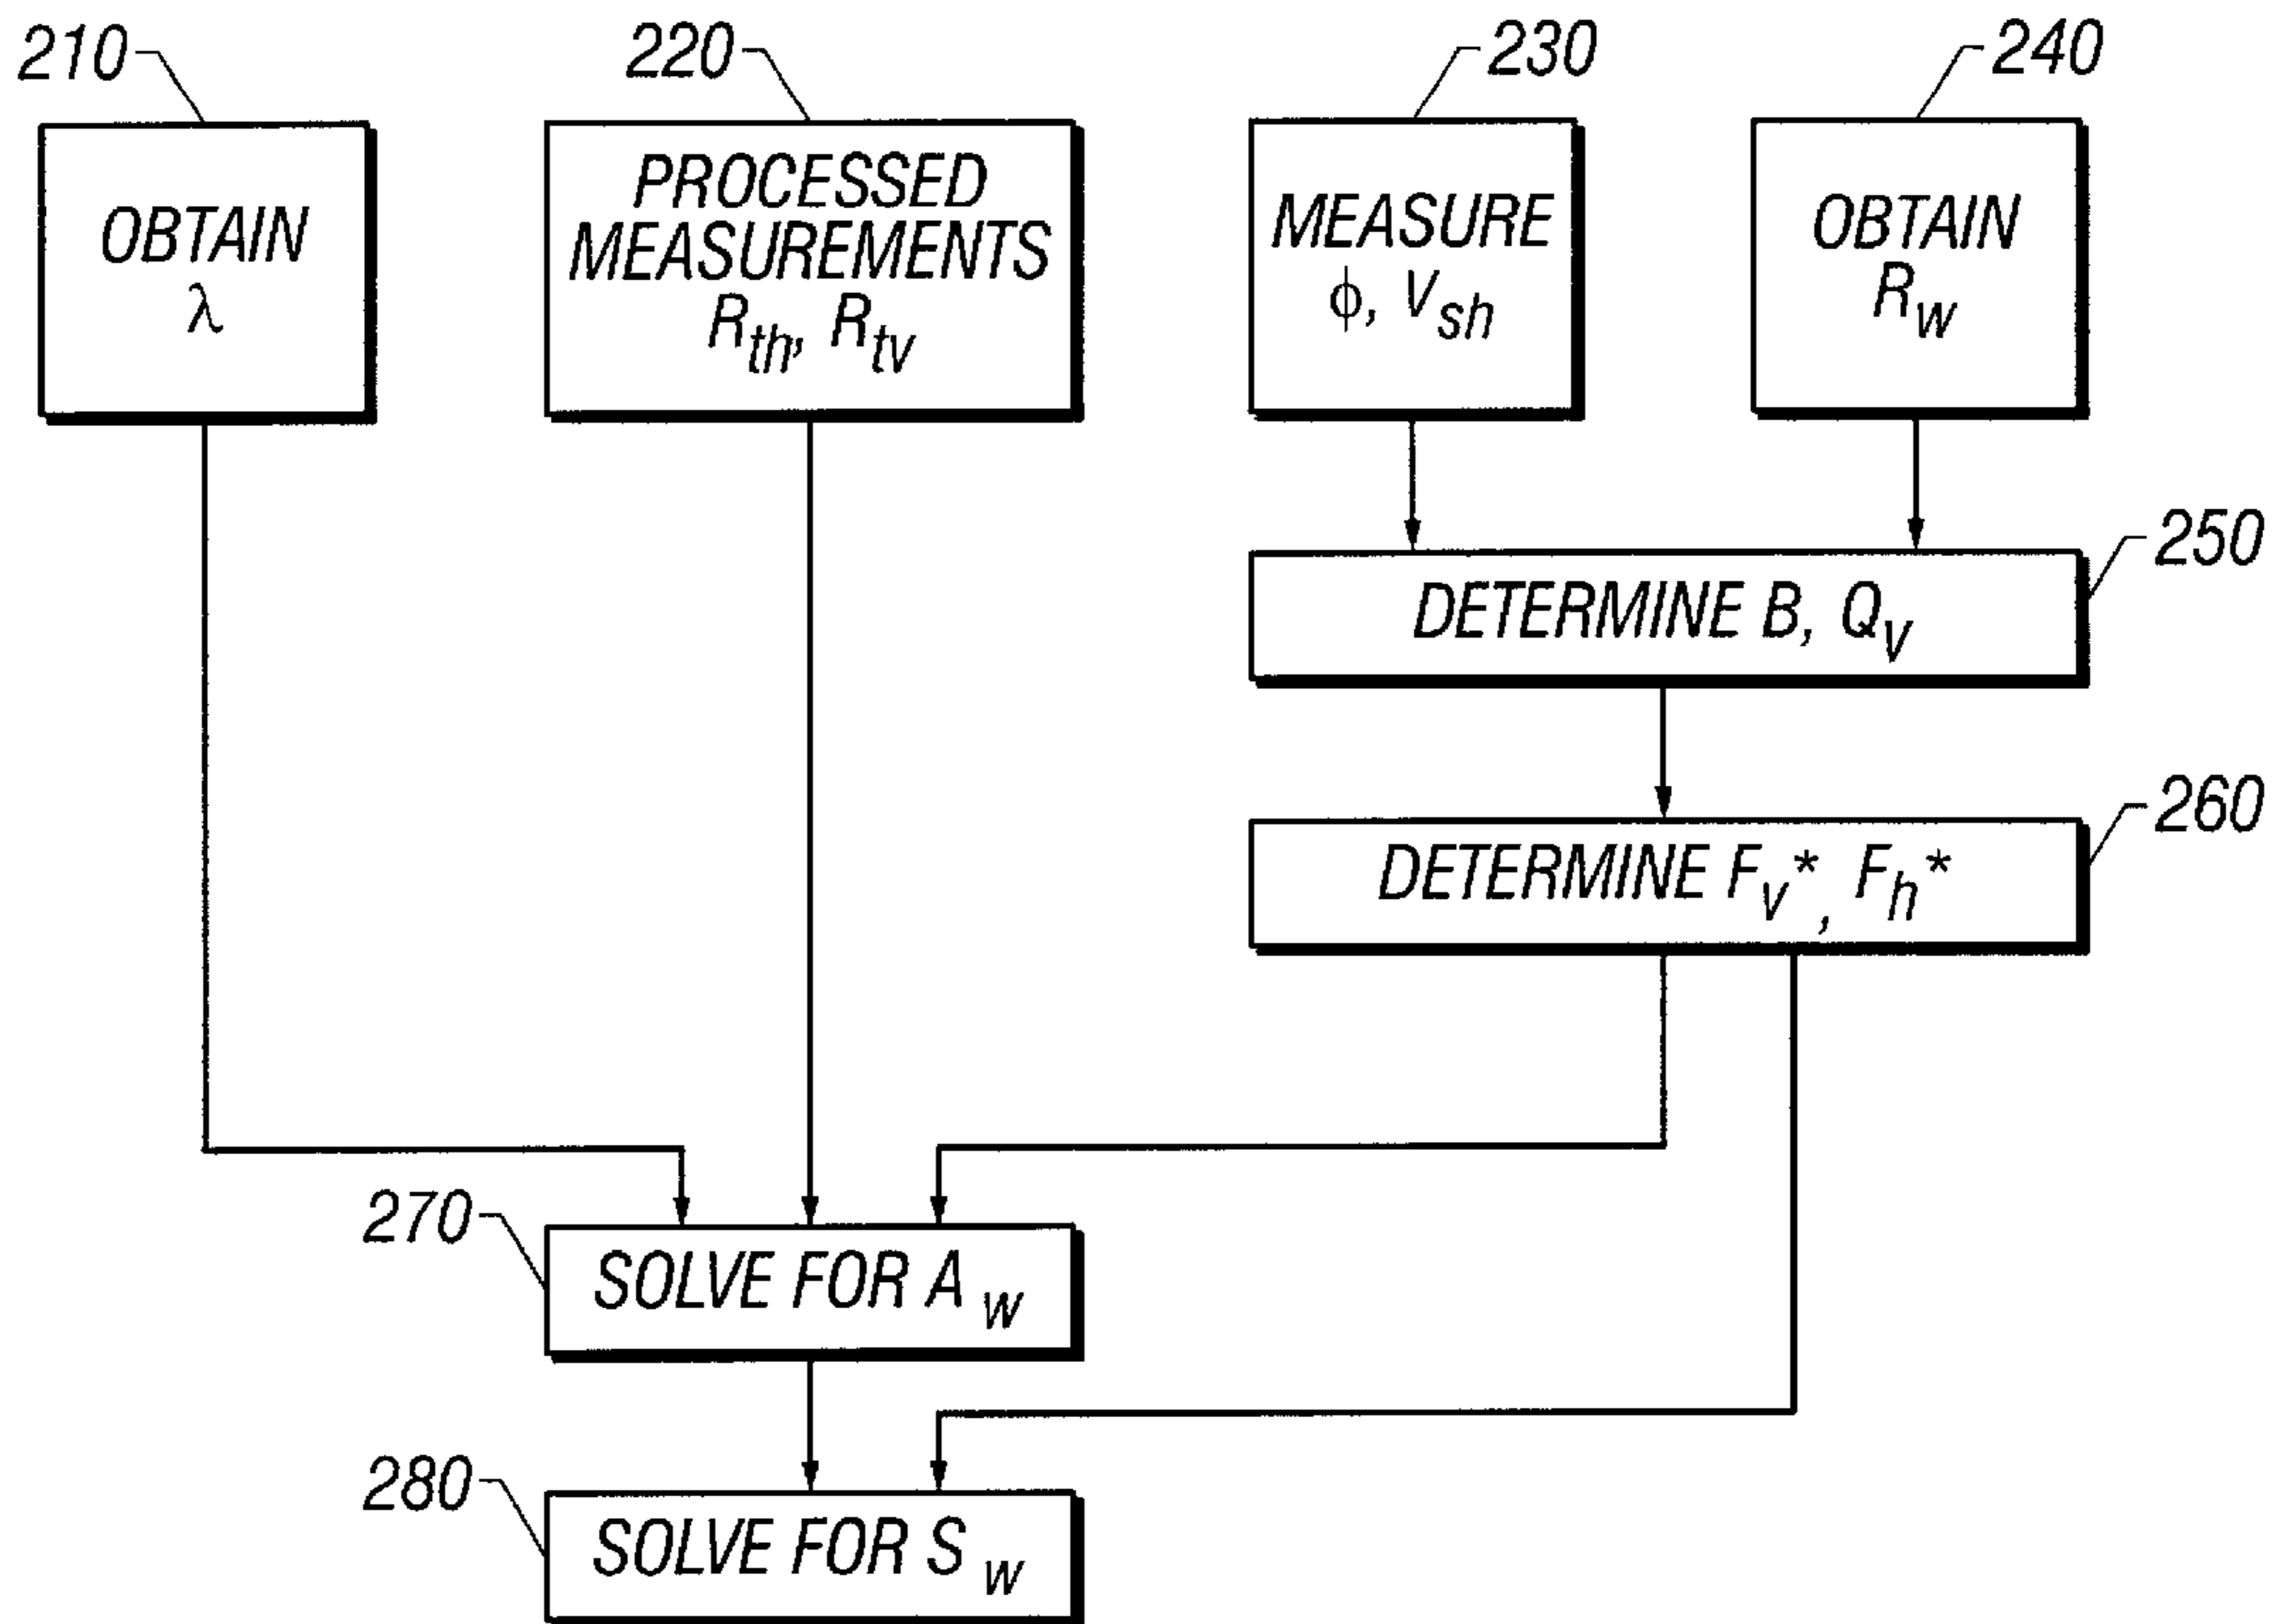 210
220
230
240
OBTAIN
λ
PROCESSED
MEASUREMENTS
R_th, R_tv
MEASURE
ϕ, V_sh
OBTAIN
R_w
250
DETERMINE B, Q_v
260
DETERMINE F_v*, F_h*
270
SOLVE FOR A_w
280
SOLVE FOR S_w